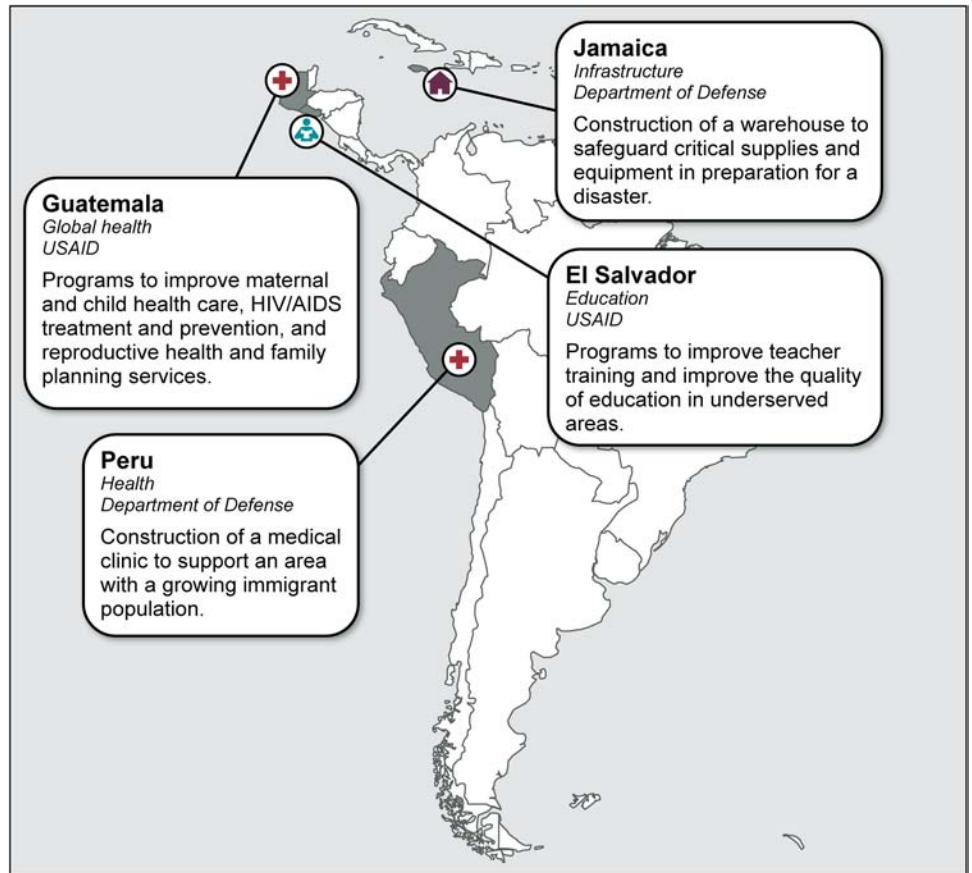 Jamaica
Infrastructure
Department of Defense
Construction of a warehouse to
safeguard critical supplies and
equipment in preparation for a
disaster.
Guatemala
Global health
USAID
Programs to improve maternal
and child health care, HIV/AIDS
treatment and prevention, and
reproductive health and family
planning services.
El Salvador
Education
USAID
Programs to improve teacher
training and improve the quality
of education in underserved
areas.
Peru
Health
Department of Defense
Construction of a medical
clinic to support an area
with a growing immigrant
population.